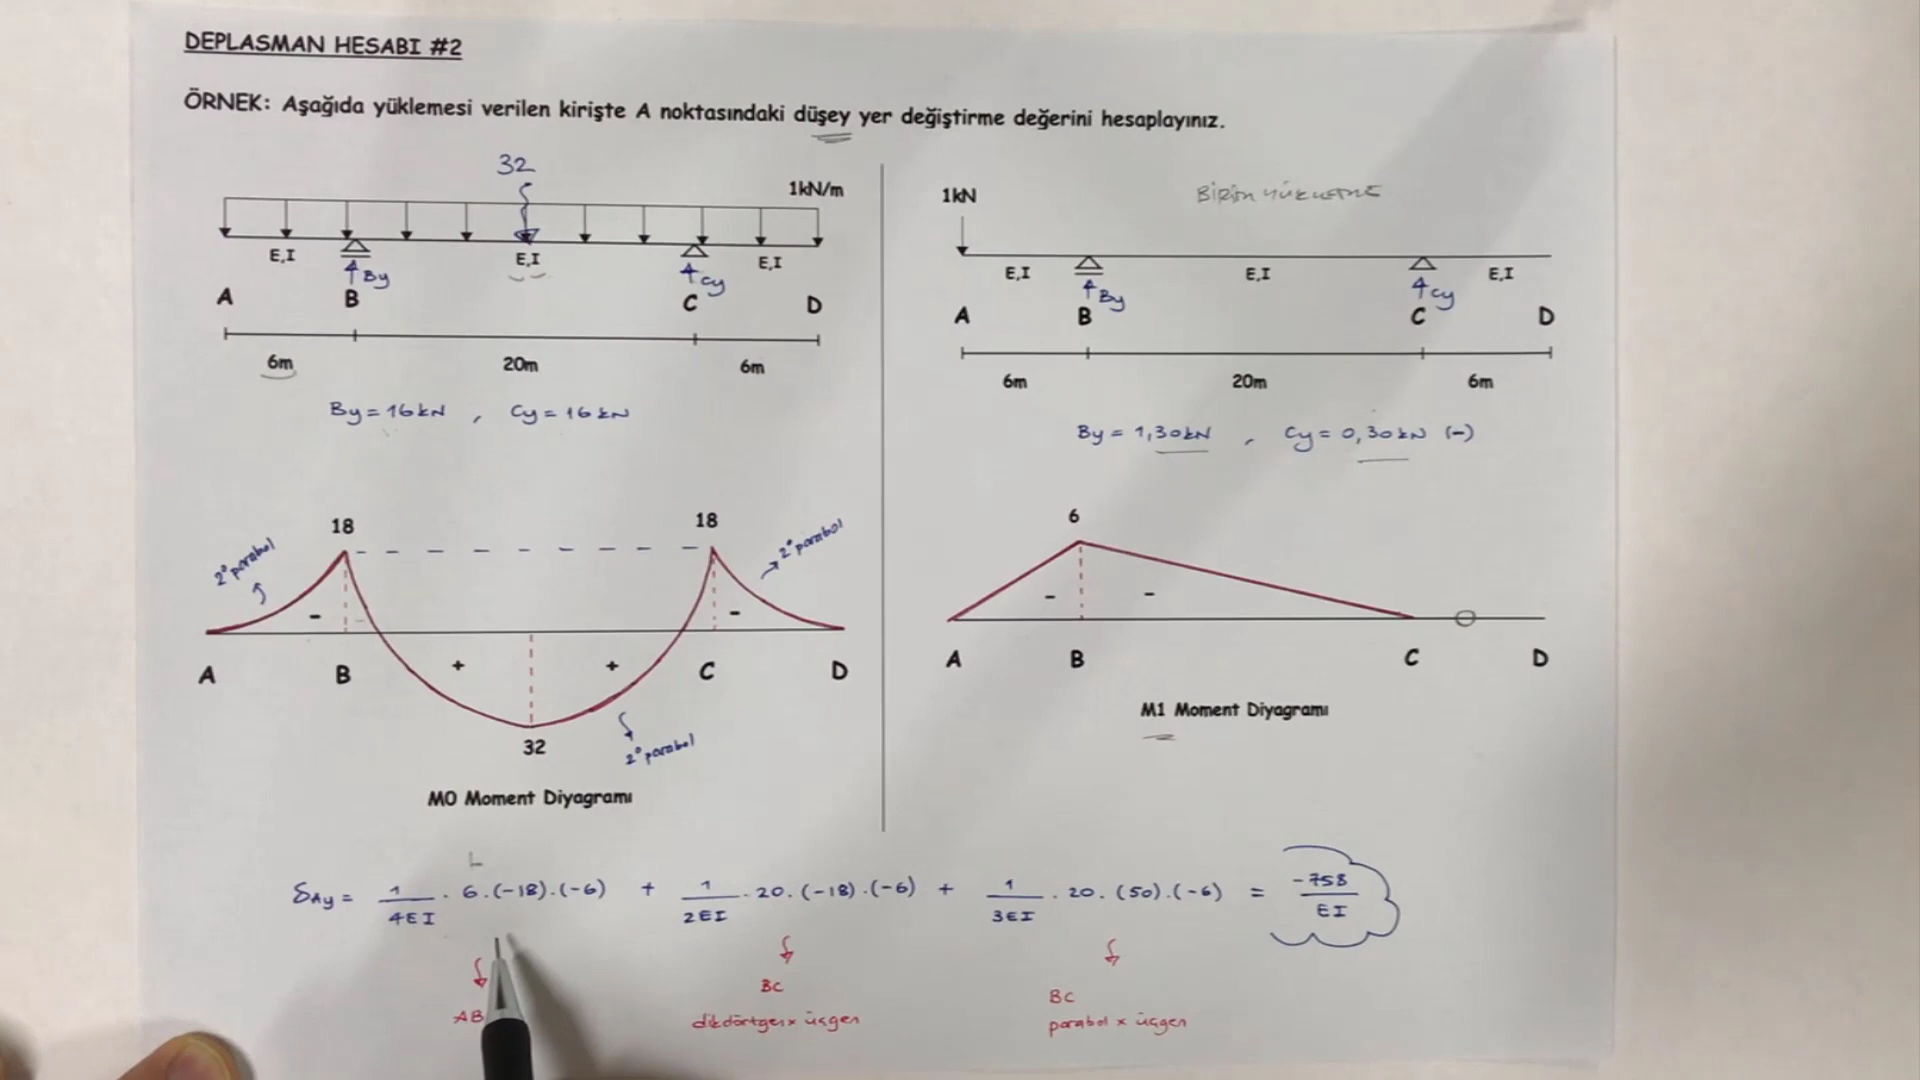 DEPLASMAN HESABI #2
ÖRNEK: Aşağıda yüklemesi verilen kirişte A noktasındaki düşey yer değiştirme değerini hesaplayınız.
32
1kN/m
E,I E,I E,I
By Cy
A B C D
6m 20m 6m
By = 16kN , Cy = 16kN
18 18
2° parabol
2° parabol
- + + -
A B C D
32
2° parabol
M0 Moment Diyagramı
1kN
BİRİM YÜKLEME
E,I E,I E,I
By Cy
A B C D
6m 20m 6m
By = 1,30kN , Cy = 0,30kN (-)
6
- -
A B C D
M1 Moment Diyagramı
L
δAy = 1/4EI . 6.(-18).(-6) + 1/2EI . 20.(-18).(-6) + 1/3EI . 20.(50).(-6) = -758/EI
AB
BC
dikdörtgen x üçgen
BC
parabol x üçgen